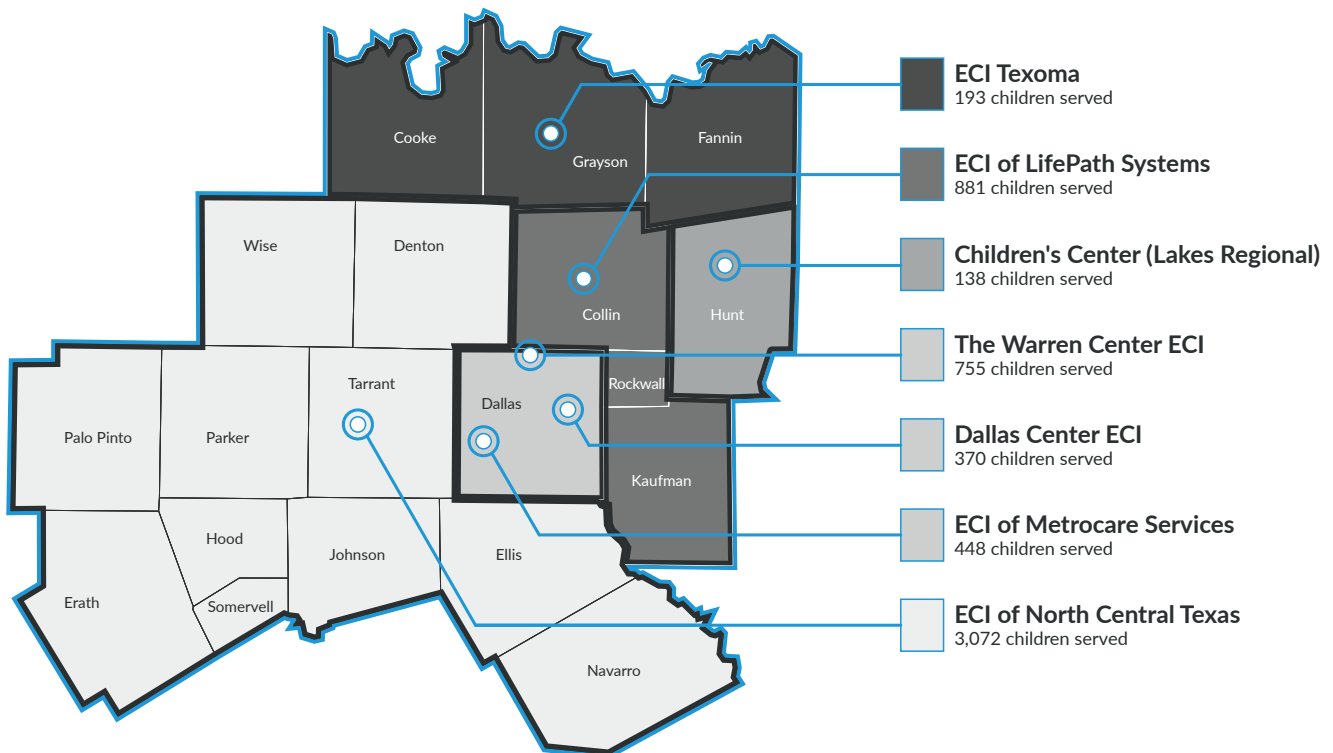 Cooke
Grayson
Fannin
Wise
Denton
Collin
Hunt
Palo Pinto
Parker
Tarrant
Dallas
Rockwall
Kaufman
Erath
Hood
Somervell
Johnson
Ellis
Navarro
ECI Texoma
193 children served
ECI of LifePath Systems
881 children served
Children's Center (Lakes Regional)
138 children served
The Warren Center ECI
755 children served
Dallas Center ECI
370 children served
ECI of Metrocare Services
448 children served
ECI of North Central Texas
3,072 children served